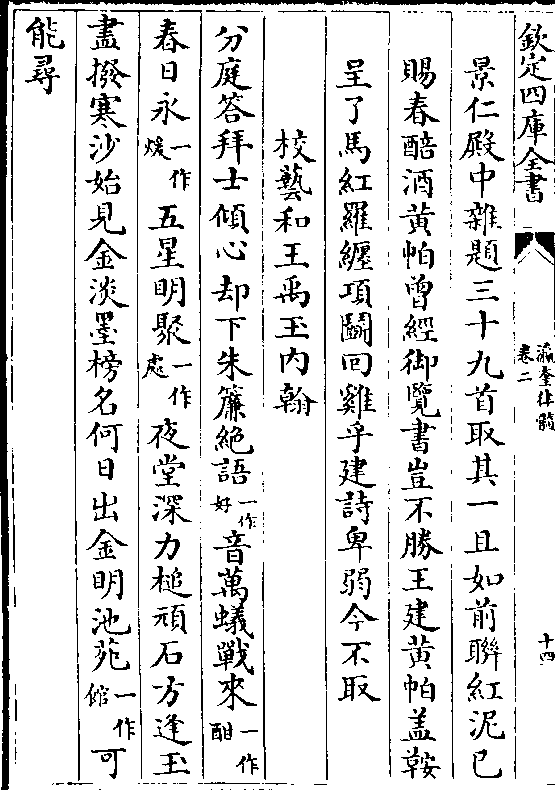 欽定四庫全書
瀛奎律髓
卷二
十四
景仁殿中雜題三十九首取其一且如前聯紅泥已
賜春醅酒黃帕曾經御覽書豈不勝王建黃帕盖鞍
呈了馬紅羅纒項鬭回雞乎建詩卑弱今不取
校藝和王禹玉内翰
分庭答拜士傾心却下朱簾絶語一作好音萬蟻戰來一作酣
春日永一作煖五星明聚一作處夜堂深力槌頑石方逢玉
盡撥寒沙始見金淡墨榜名何日出金明池苑一作館可
能尋